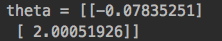 theta = [[-0.07835251]
 [ 2.00051926]]